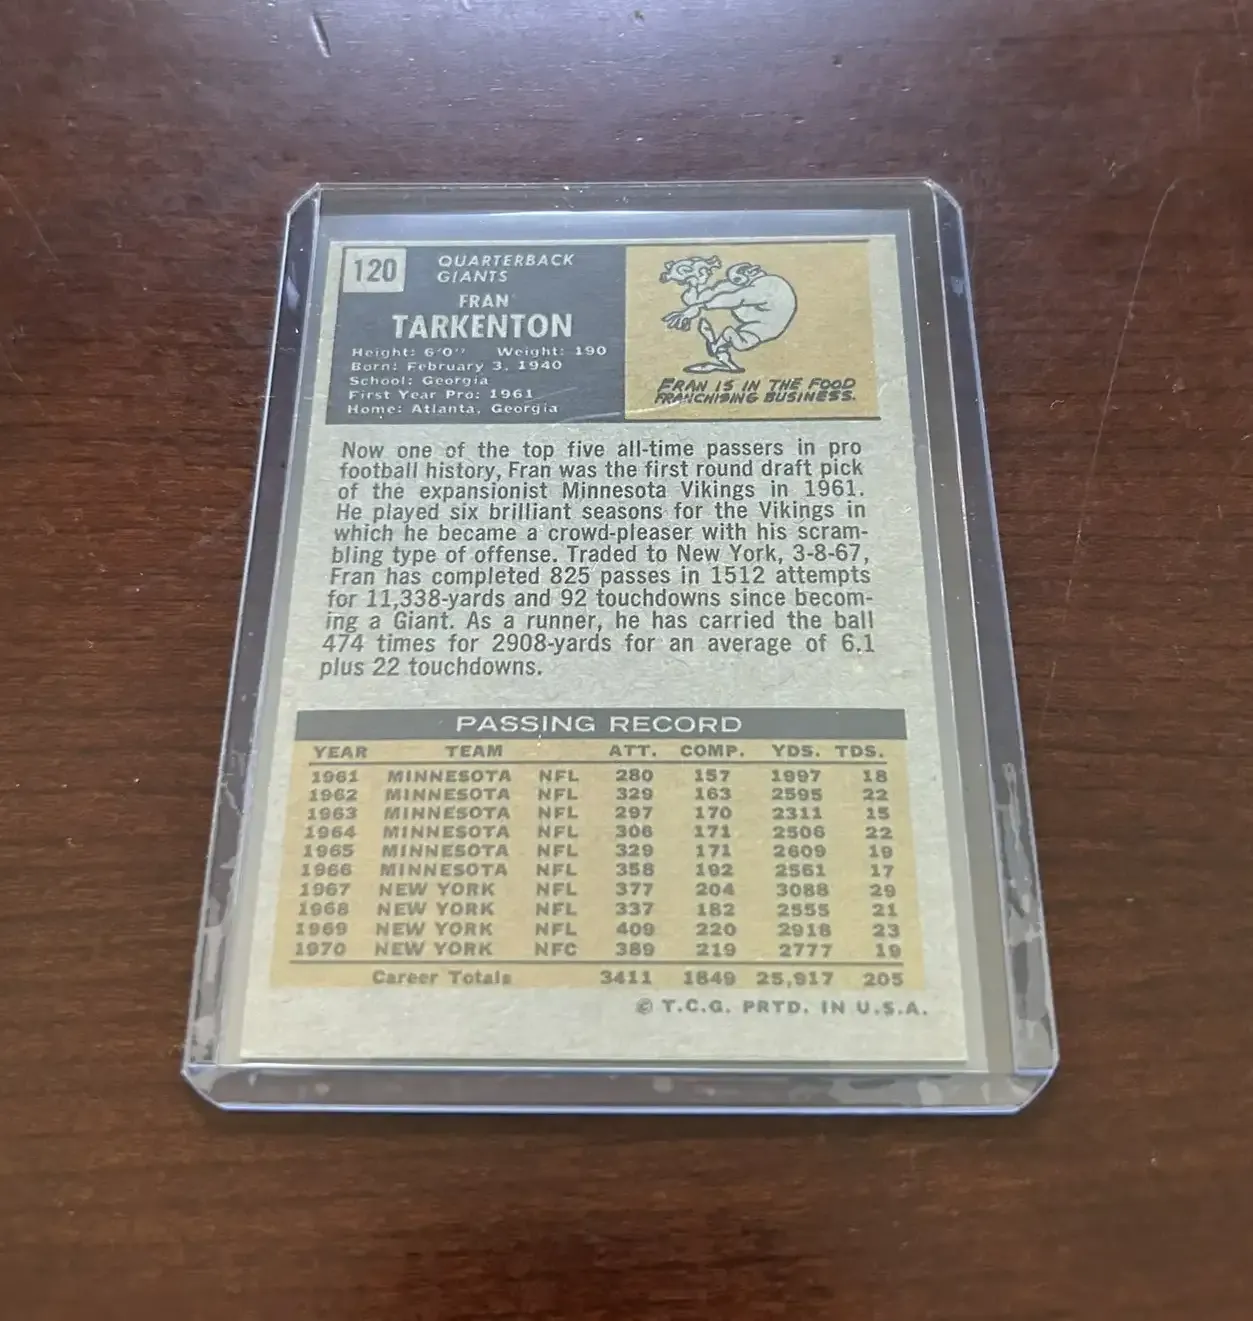 120
QUARTERBACK
GIANTS
FRAN
TARKENTON
Height: 6'0" Weight: 190
Born: February 3, 1940
School: Georgia
First Year Pro: 1961
Home: Atlanta, Georgia
FRAN IS IN THE FOOD
FRANCHISING BUSINESS.
Now one of the top five all-time passers in pro
football history, Fran was the first round draft pick
of the expansionist Minnesota Vikings in 1961.
He played six brilliant seasons for the Vikings in
which he became a crowd-pleaser with his scram-
bling type of offense. Traded to New York, 3-8-67,
Fran has completed 825 passes in 1512 attempts
for 11,338-yards and 92 touchdowns since becom-
ing a Giant. As a runner, he has carried the ball
474 times for 2908-yards for an average of 6.1
plus 22 touchdowns.
PASSING RECORD
YEAR TEAM ATT. COMP. YDS. TDS.
1961 MINNESOTA NFL 280 157 1997 18
1962 MINNESOTA NFL 329 163 2595 22
1963 MINNESOTA NFL 297 170 2311 15
1964 MINNESOTA NFL 306 171 2506 22
1965 MINNESOTA NFL 329 171 2609 19
1966 MINNESOTA NFL 358 192 2561 17
1967 NEW YORK NFL 377 204 3088 29
1968 NEW YORK NFL 337 182 2555 21
1969 NEW YORK NFL 409 220 2918 23
1970 NEW YORK NFC 389 219 2777 19
Career Totals 3411 1849 25,917 205
© T.C.G. PRTD. IN U.S.A.